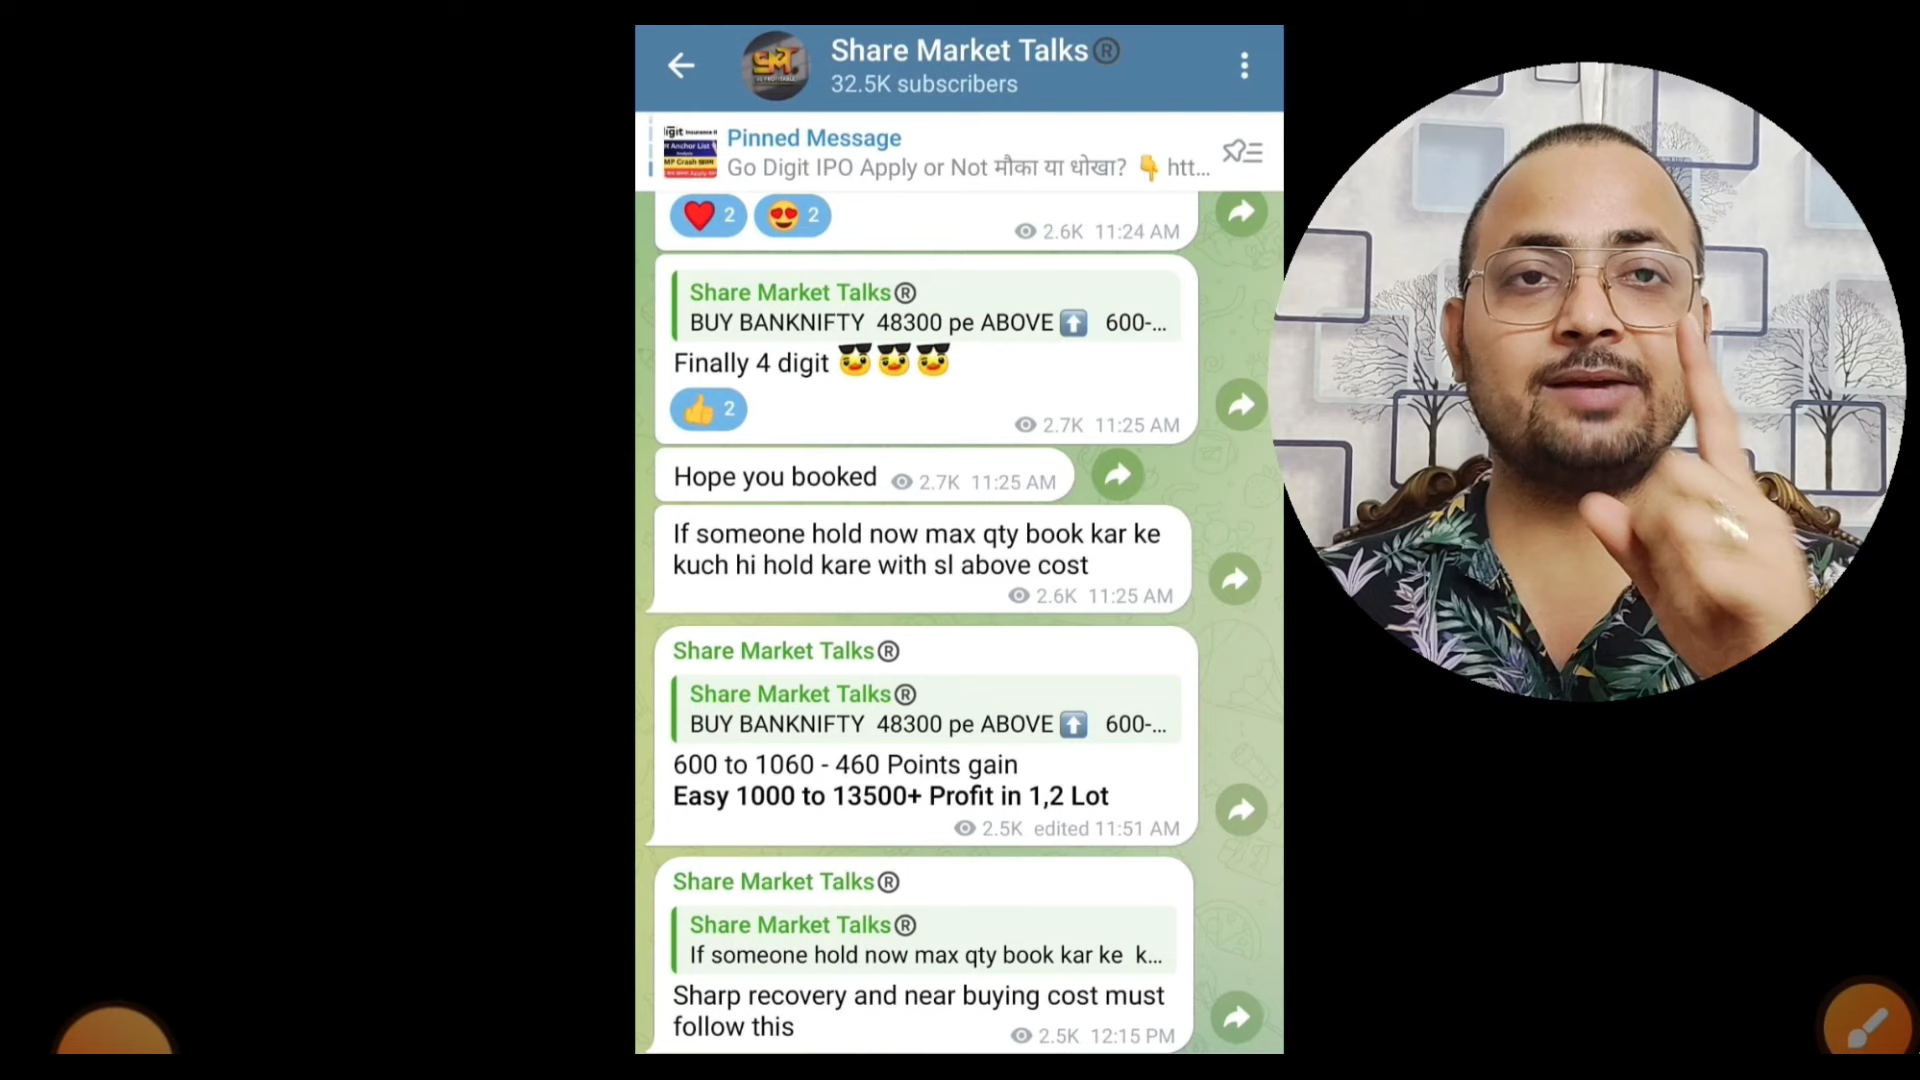 Share Market Talks®
32.5K subscribers
Pinned Message
Go Digit IPO Apply or Not मौका या धोखा? 👇 htt...
❤️ 2 😍 2
2.6K 11:24 AM
Share Market Talks®
BUY BANKNIFTY 48300 pe ABOVE ⬆️ 600-...
Finally 4 digit
👍 2
2.7K 11:25 AM
Hope you booked 2.7K 11:25 AM
If someone hold now max qty book kar ke
kuch hi hold kare with sl above cost
2.6K 11:25 AM
Share Market Talks®
Share Market Talks®
BUY BANKNIFTY 48300 pe ABOVE ⬆️ 600-...
600 to 1060 - 460 Points gain
Easy 1000 to 13500+ Profit in 1,2 Lot
2.5K edited 11:51 AM
Share Market Talks®
Share Market Talks®
If someone hold now max qty book kar ke k...
Sharp recovery and near buying cost must
follow this 2.5K 12:15 PM